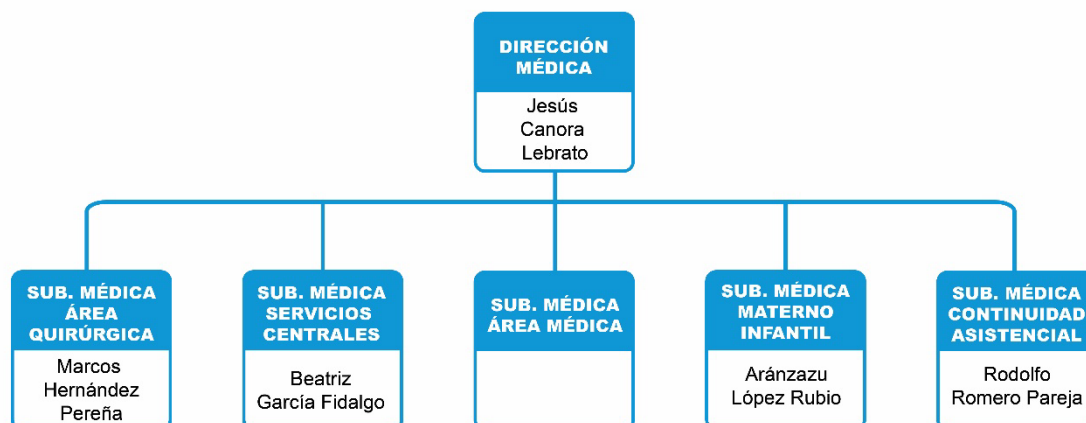 DIRECCIÓN
MÉDICA
Jesús
Canora
Lebrato
SUB. MÉDICA
ÁREA
QUIRÚRGICA
Marcos
Hernández
Pereña
SUB. MÉDICA
SERVICIOS
CENTRALES
Beatriz
García Fidalgo
SUB. MÉDICA
ÁREA MÉDICA
SUB. MÉDICA
MATERNO
INFANTIL
Aránzazu
López Rubio
SUB. MÉDICA
CONTINUIDAD
ASISTENCIAL
Rodolfo
Romero Pareja